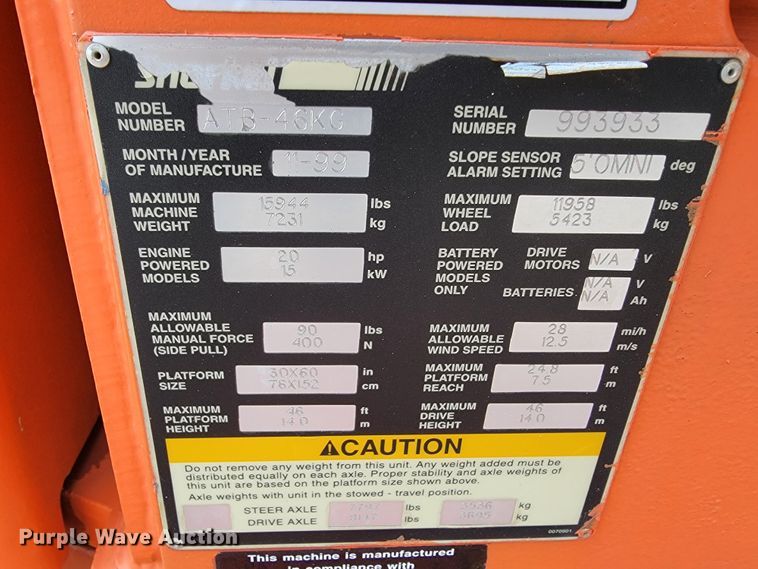 MODEL NUMBER ATB-46KG
SERIAL NUMBER 993933
MONTH/YEAR OF MANUFACTURE 11-99
SLOPE SENSOR ALARM SETTING 5°OMNI deg
MAXIMUM MACHINE WEIGHT 15944 lbs 7231 kg
MAXIMUM WHEEL LOAD 11958 lbs 5423 kg
ENGINE POWERED MODELS 20 hp 15 kW
BATTERY POWERED MODELS ONLY
DRIVE MOTORS N/A V
BATTERIES N/A V N/A Ah
MAXIMUM ALLOWABLE MANUAL FORCE (SIDE PULL) 90 lbs 400 N
MAXIMUM ALLOWABLE WIND SPEED 28 mi/h 12.5 m/s
PLATFORM SIZE 30X60 in 76X152 cm
MAXIMUM PLATFORM REACH 24.8 ft 7.5 m
MAXIMUM PLATFORM HEIGHT 46 ft 14.0 m
MAXIMUM DRIVE HEIGHT 46 ft 14.0 m
CAUTION
Do not remove any weight from this unit. Any weight added must be
distributed equally on each axle. Proper stability and axle weights of
this unit are based on the platform size shown above.
Axle weights with unit in the stowed - travel position.
STEER AXLE lbs 3536 kg
DRIVE AXLE lbs 3695 kg
0070901
This machine is manufactured
in compliance with
Purple Wave Auction